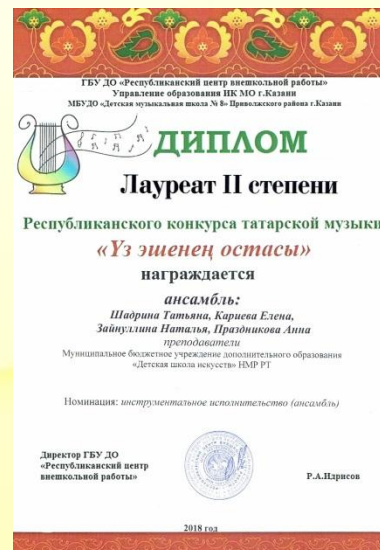 ГБУ ДО «Республиканский центр внешкольной работы»
Управление образования ИК МО г.Казани
МБУДО «Детская музыкальная школа № 8» Приволжского района г.Казани
ДИПЛОМ
Лауреат II степени
Республиканского конкурса татарской музыки
«Үз эшенең остасы»
награждается
ансамбль:
Шадрина Татьяна, Кариева Елена,
Зайнуллина Наталья, Праздникова Анна
преподаватели
Муниципальное бюджетное учреждение дополнительного образования
«Детская школа искусств» НМР РТ
Номинация: инструментальное исполнительство (ансамбль)
Директор ГБУ ДО
«Республиканский центр
внешкольной работы»
Р.А.Идрисов
2018 год